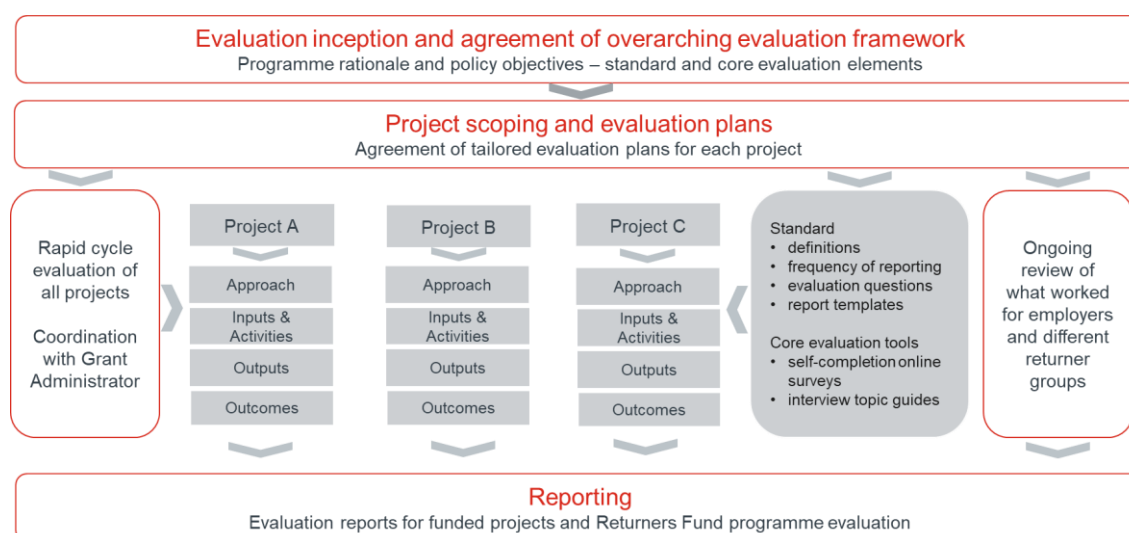 Evaluation inception and agreement of overarching evaluation framework
Programme rationale and policy objectives – standard and core evaluation elements
Project scoping and evaluation plans
Agreement of tailored evaluation plans for each project
Rapid cycle
evaluation of
all projects
Coordination
with Grant
Administrator
Project A
Approach
Inputs &
Activities
Outputs
Outcomes
Project B
Approach
Inputs &
Activities
Outputs
Outcomes
Project C
Approach
Inputs &
Activities
Outputs
Outcomes
Standard
• definitions
• frequency of reporting
• evaluation questions
• report templates
Core evaluation tools
• self-completion online
surveys
• interview topic guides
Ongoing
review of
what worked
for employers
and different
returner
groups
Reporting
Evaluation reports for funded projects and Returners Fund programme evaluation